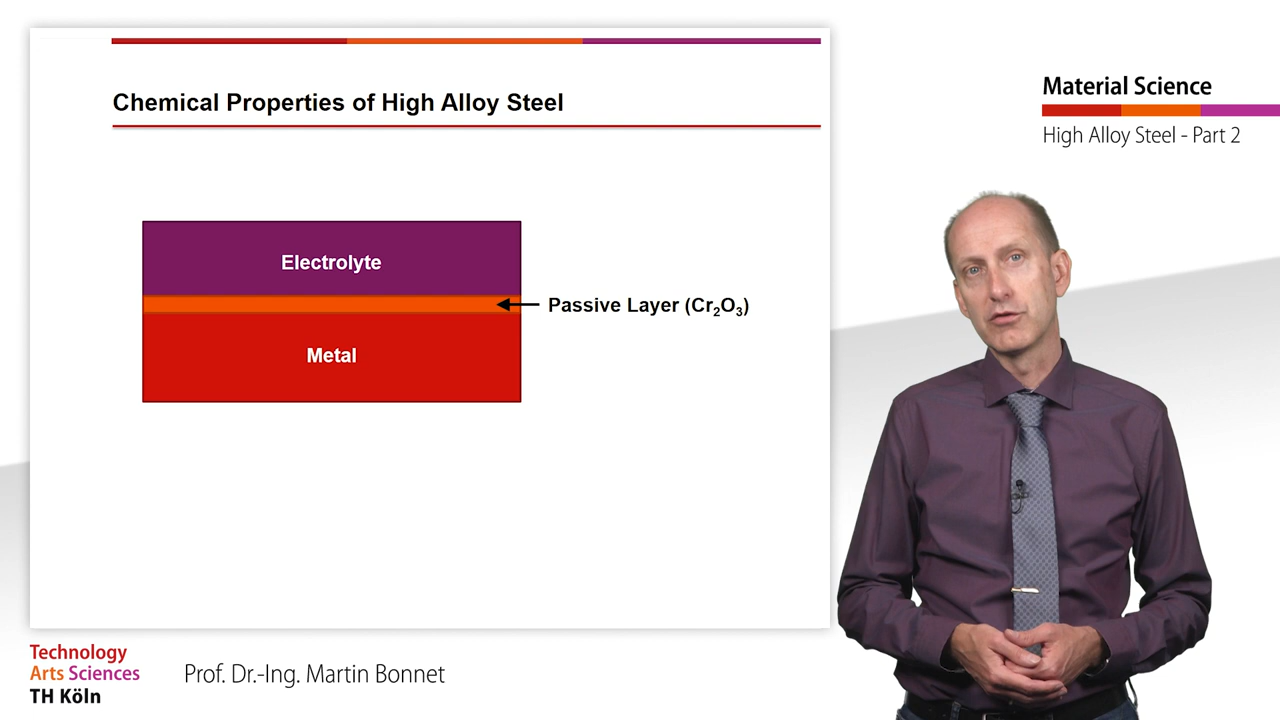 Chemical Properties of High Alloy Steel
Electrolyte
Passive Layer (Cr₂O₃)
Metal
Material Science
High Alloy Steel - Part 2
Technology
Arts Sciences
TH Köln
Prof. Dr.-Ing. Martin Bonnet